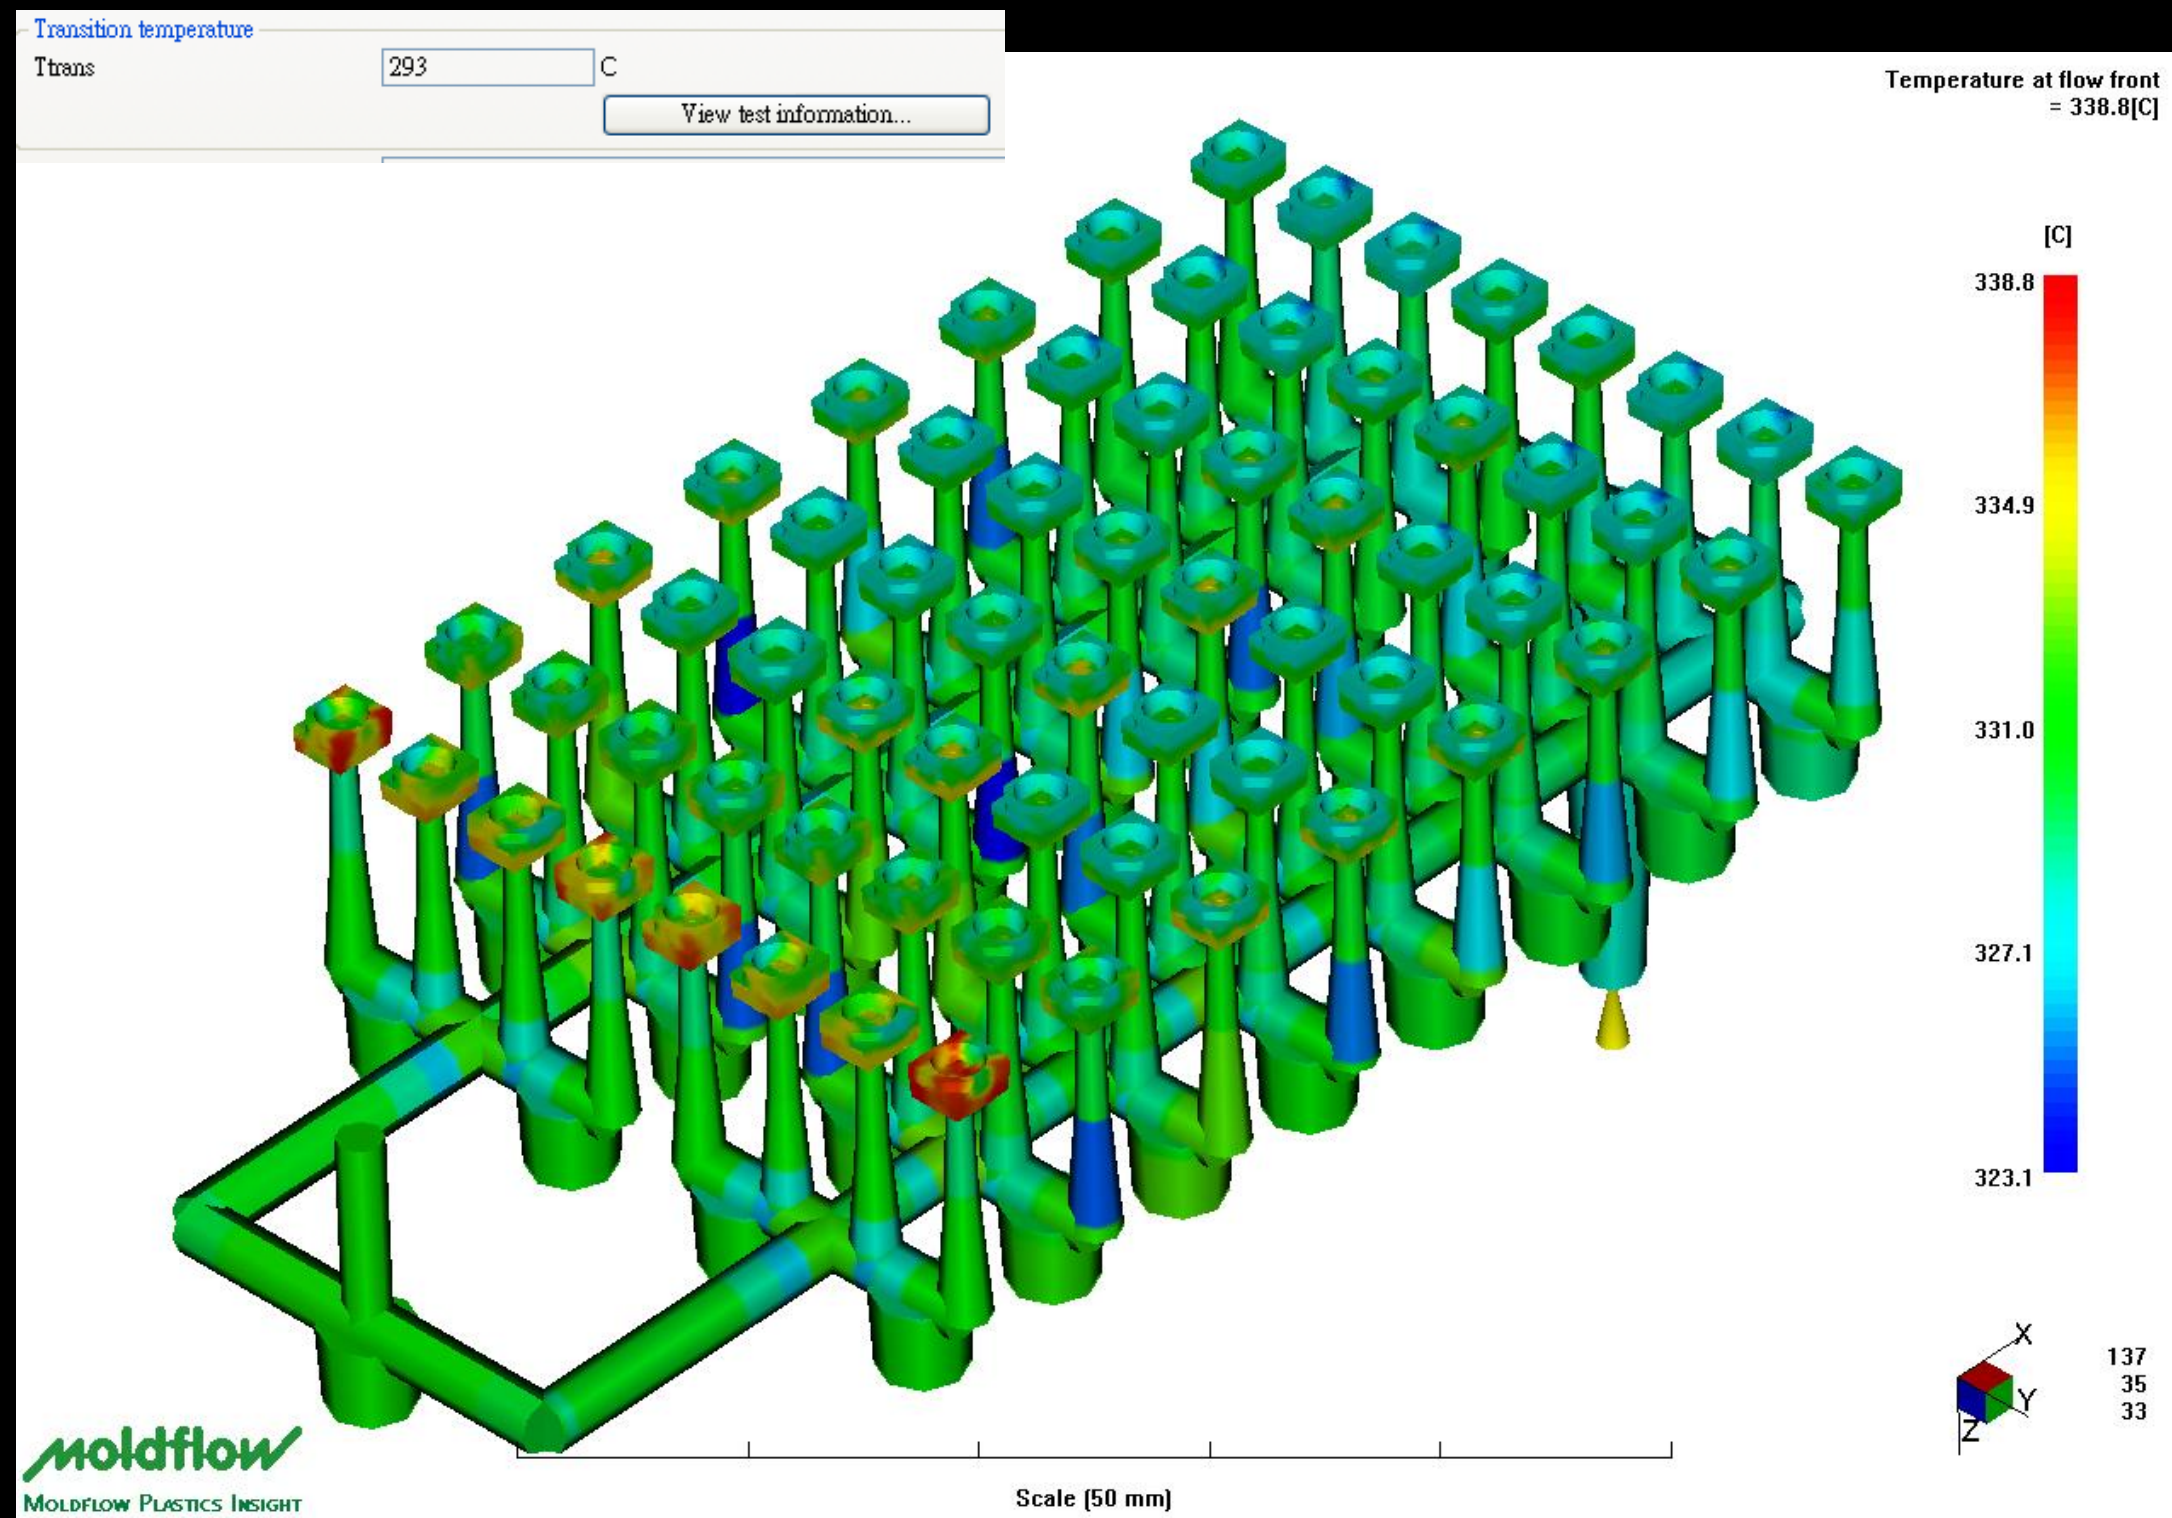 Transition temperature
Ttrans 293 C
View test information...
Temperature at flow front
= 338.8[C]
[C]
338.8
334.9
331.0
327.1
323.1
X
Y
Z
137
35
33
moldflow
MOLDFLOW PLASTICS INSIGHT
Scale (50 mm)